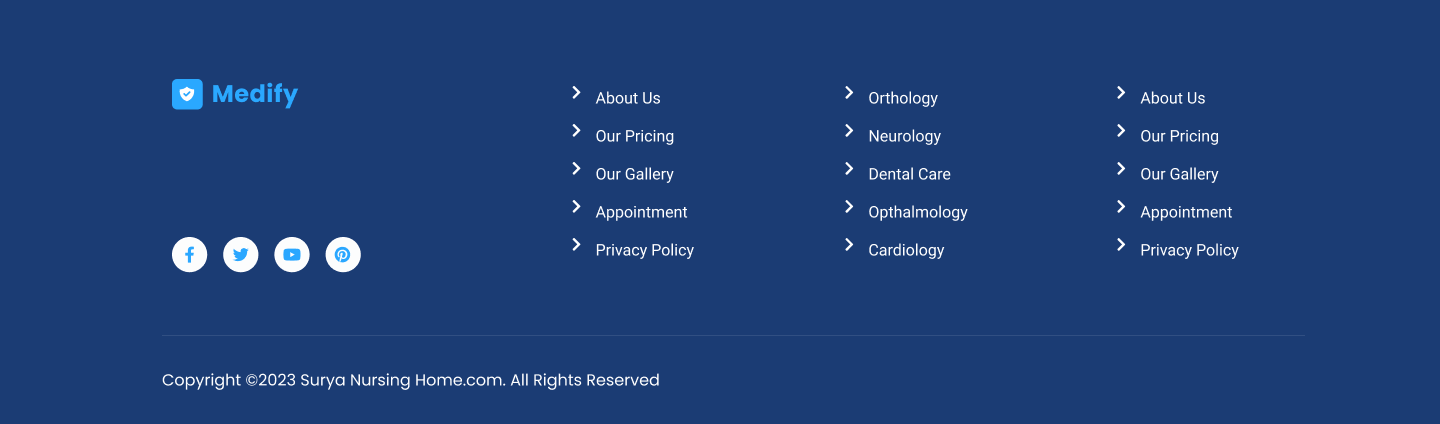 Medify
About Us
Our Pricing
Our Gallery
Appointment
Privacy Policy
Orthology
Neurology
Dental Care
Opthalmology
Cardiology
About Us
Our Pricing
Our Gallery
Appointment
Privacy Policy
Copyright ©2023 Surya Nursing Home.com. All Rights Reserved